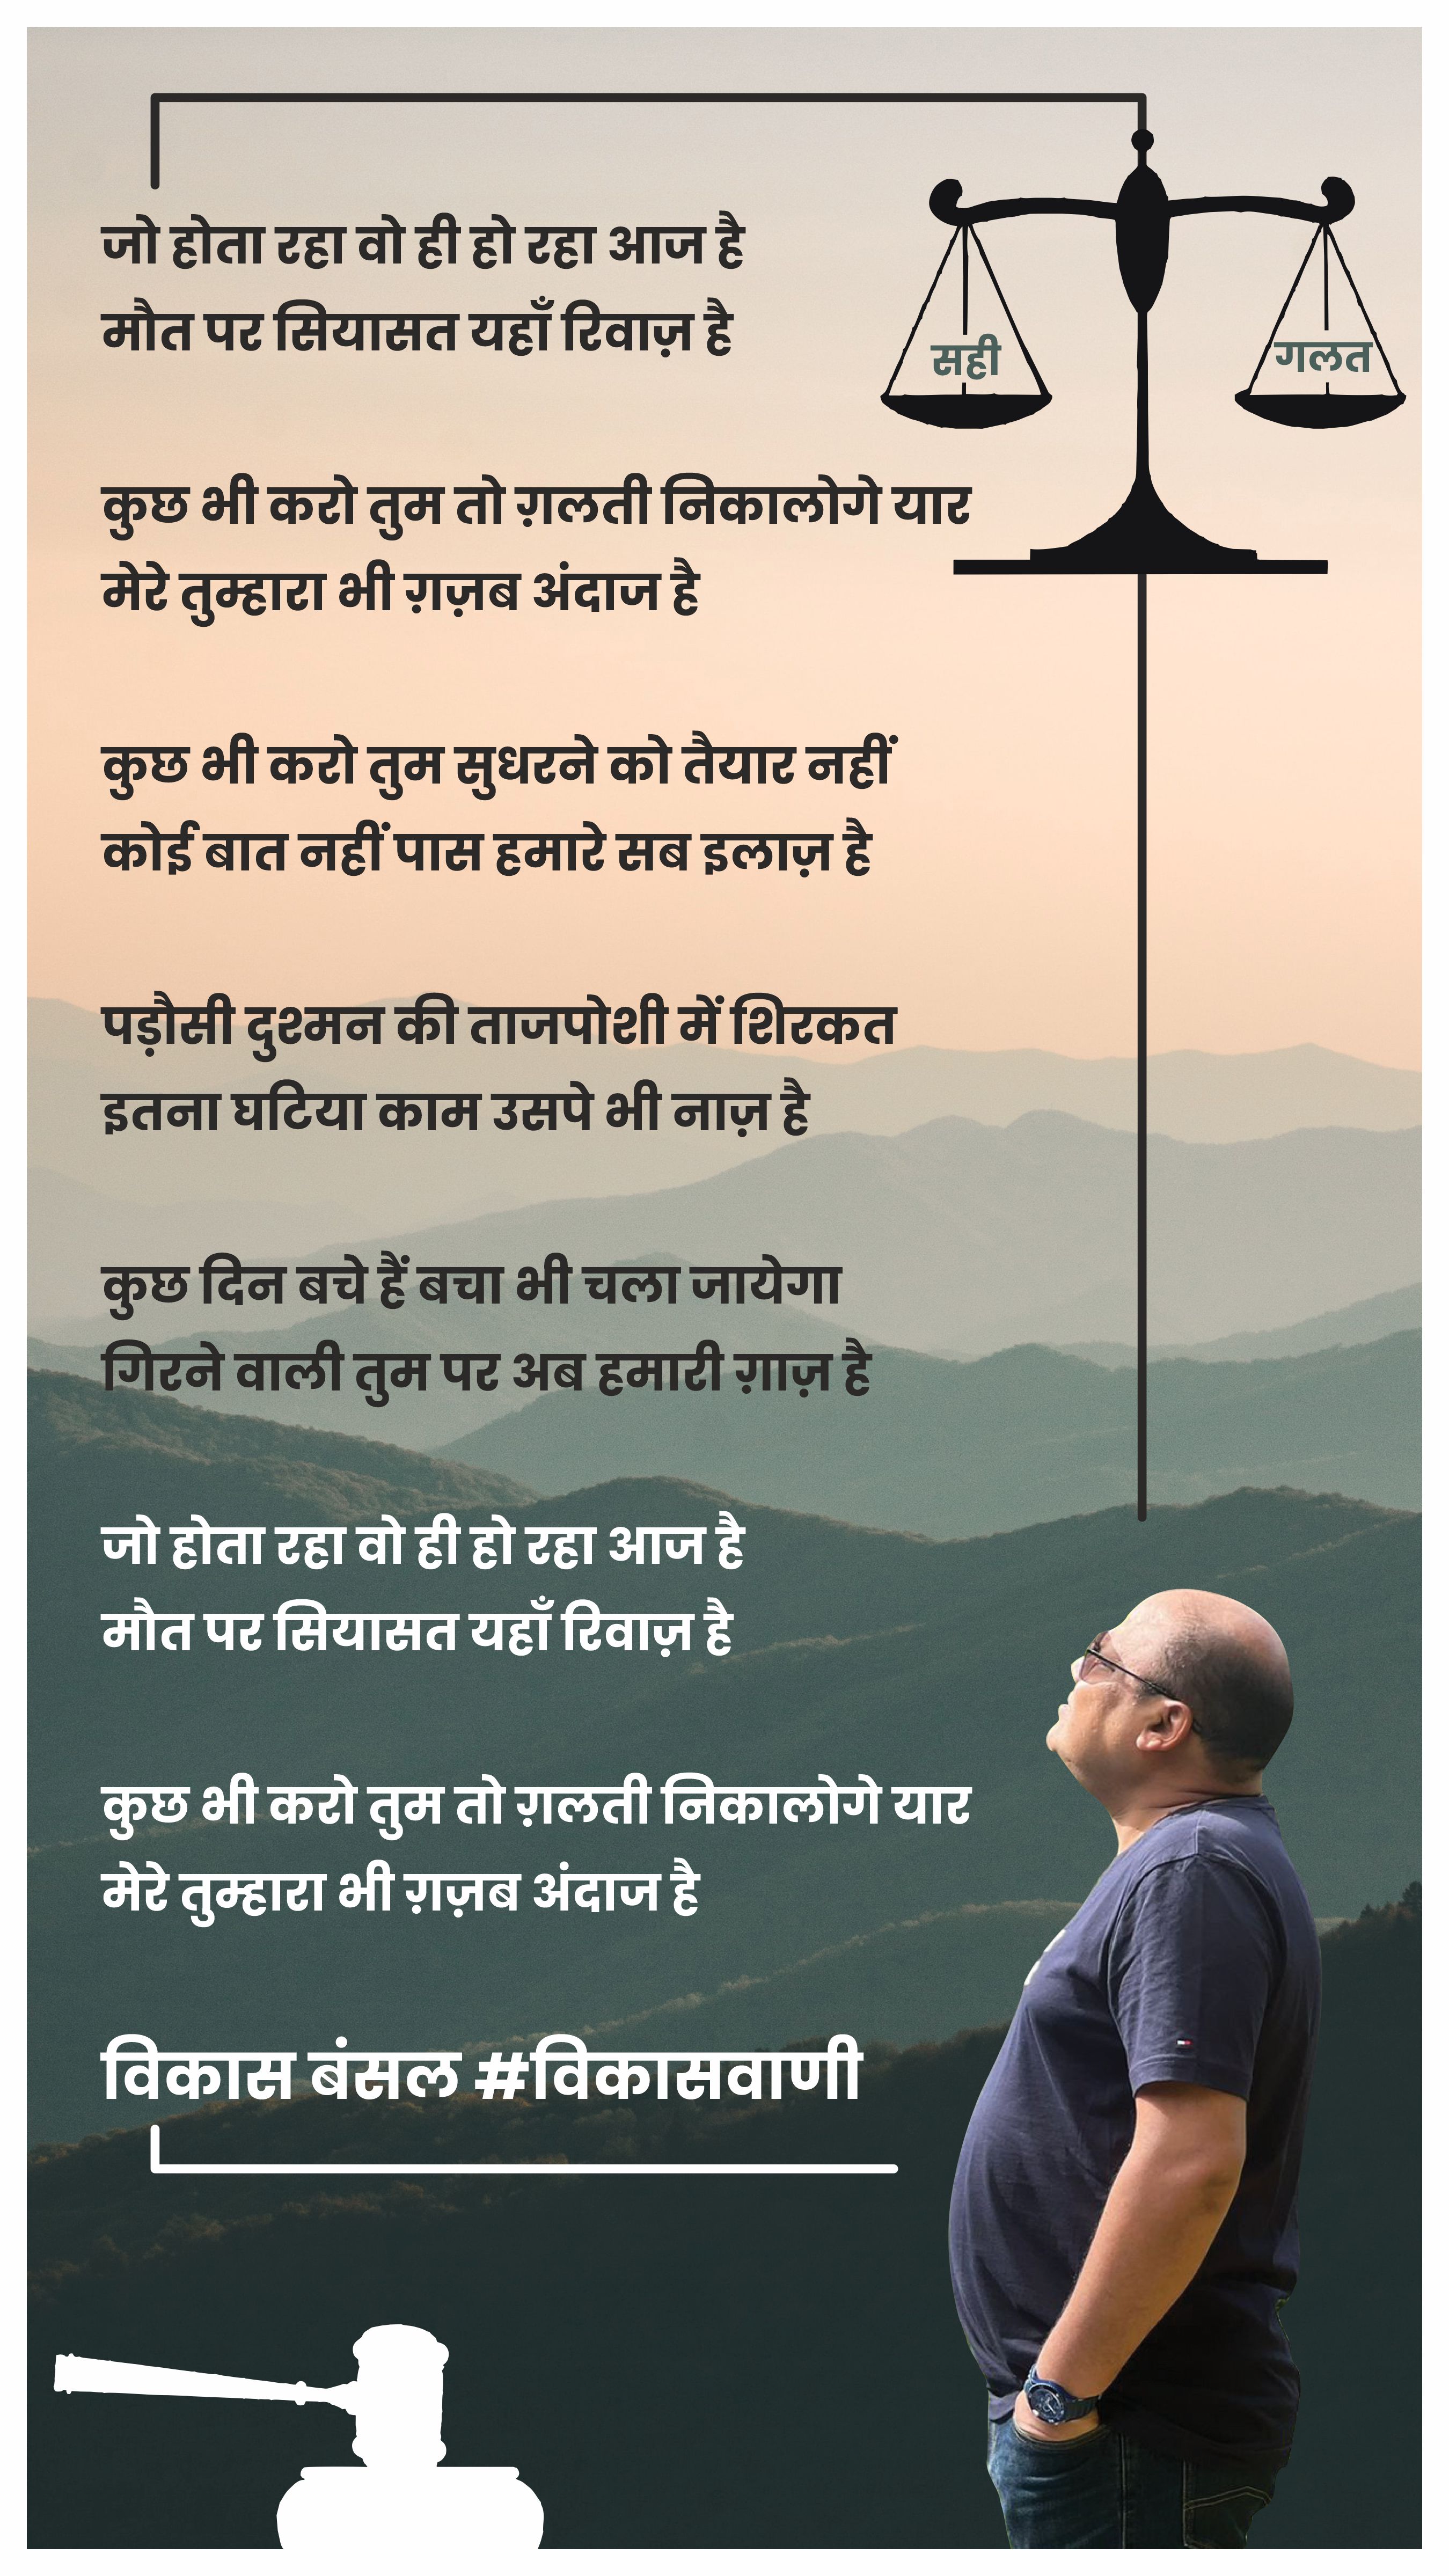 जो होता रहा वो ही हो रहा आज है
मौत पर सियासत यहाँ रिवाज़ है
सही
गलत
कुछ भी करो तुम तो ग़लती निकालोगे यार
मेरे तुम्हारा भी ग़ज़ब अंदाज है
कुछ भी करो तुम सुधरने को तैयार नहीं
कोई बात नहीं पास हमारे सब इलाज़ है
पड़ौसी दुश्मन की ताजपोशी में शिरकत
इतना घटिया काम उसपे भी नाज़ है
कुछ दिन बचे हैं बचा भी चला जायेगा
गिरने वाली तुम पर अब हमारी ग़ाज़ है
जो होता रहा वो ही हो रहा आज है
मौत पर सियासत यहाँ रिवाज़ है
कुछ भी करो तुम तो ग़लती निकालोगे यार
मेरे तुम्हारा भी ग़ज़ब अंदाज है
विकास बंसल #विकासवाणी